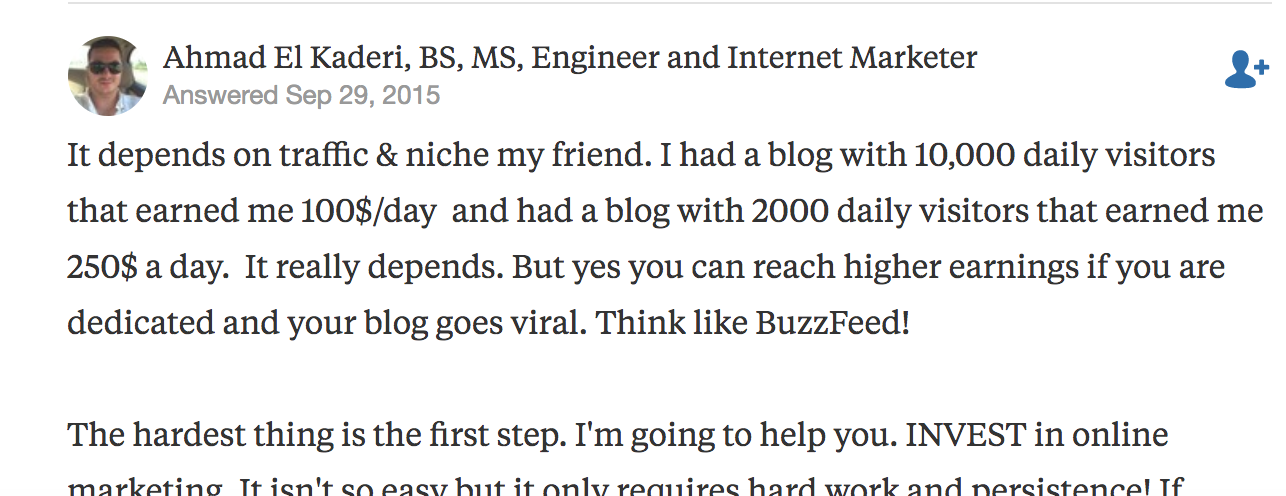 Ahmad El Kaderi, BS, MS, Engineer and Internet Marketer
Answered Sep 29, 2015
It depends on traffic & niche my friend. I had a blog with 10,000 daily visitors
that earned me 100$/day  and had a blog with 2000 daily visitors that earned me
250$ a day.  It really depends. But yes you can reach higher earnings if you are
dedicated and your blog goes viral. Think like BuzzFeed!
The hardest thing is the first step. I'm going to help you. INVEST in online
marketing. It isn't so easy but it only requires hard work and persistence! If